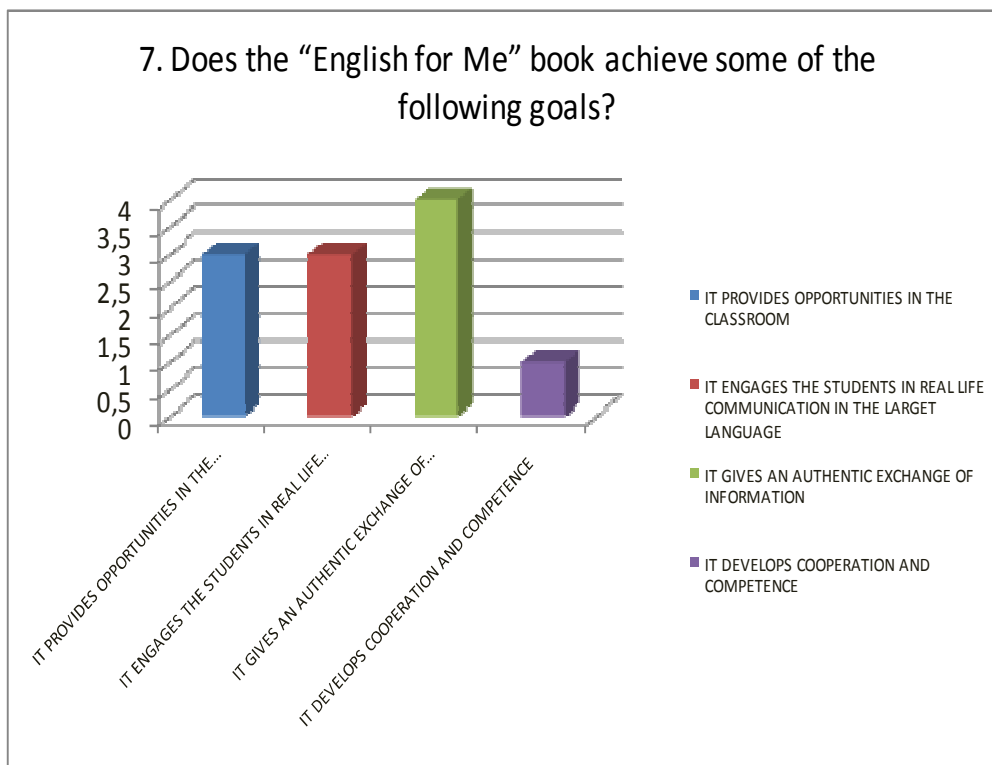 7. Does the “English for Me” book achieve some of the
following goals?
4
3,5
3
2,5
2
1,5
1
0,5
0
IT PROVIDES OPPORTUNITIES IN THE...
IT ENGAGES THE STUDENTS IN REAL LIFE...
IT GIVES AN AUTHENTIC EXCHANGE OF...
IT DEVELOPS COOPERATION AND COMPETENCE
IT PROVIDES OPPORTUNITIES IN THE
CLASSROOM
IT ENGAGES THE STUDENTS IN REAL LIFE
COMMUNICATION IN THE LARGET
LANGUAGE
IT GIVES AN AUTHENTIC EXCHANGE OF
INFORMATION
IT DEVELOPS COOPERATION AND
COMPETENCE